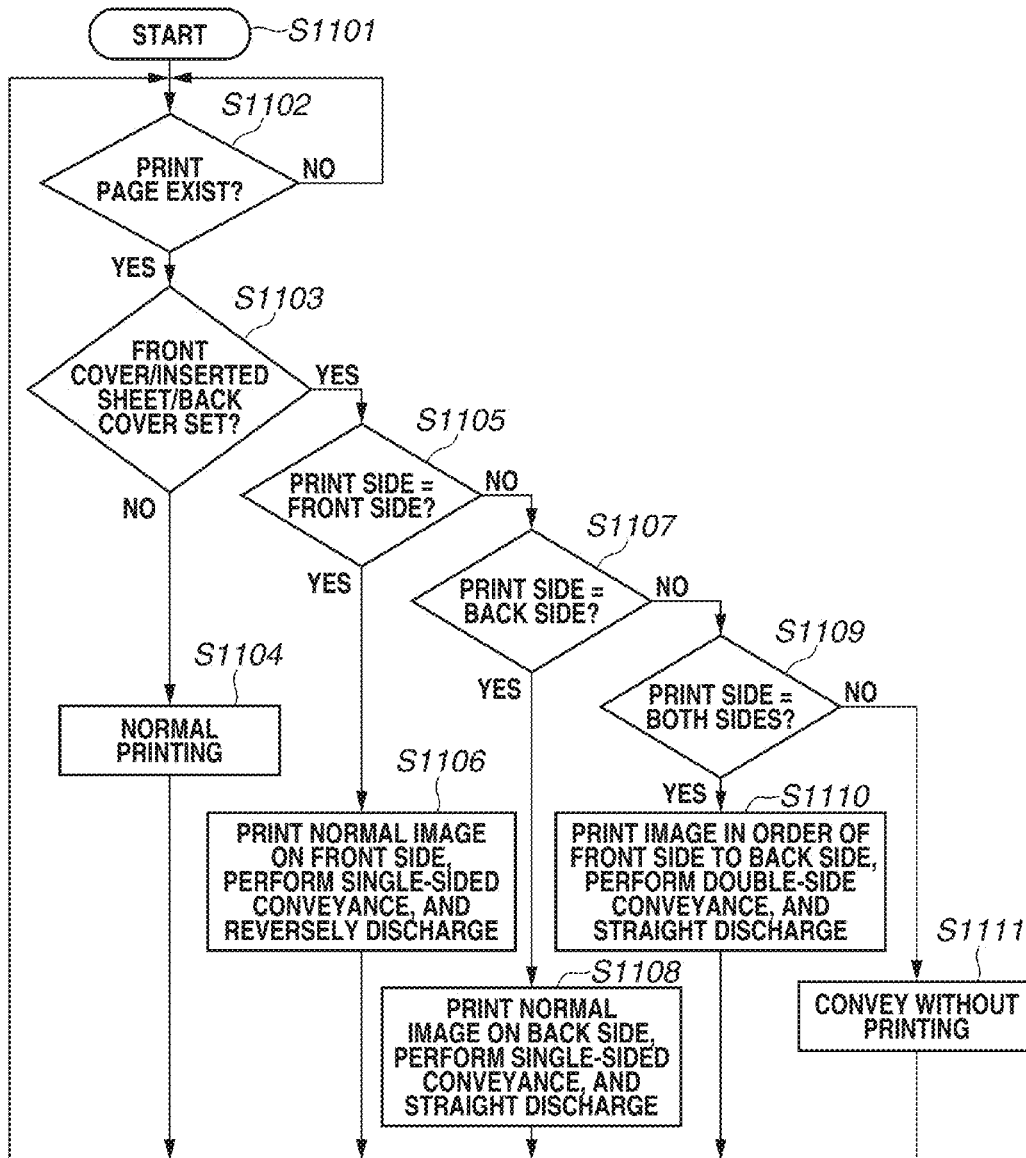 START
S1101
S1102
PRINT
PAGE EXIST?
NO
YES
S1103
FRONT
COVER/INSERTED
SHEET/BACK
COVER SET?
YES
NO
S1105
PRINT SIDE =
FRONT SIDE?
NO
YES
S1107
PRINT SIDE =
BACK SIDE?
NO
YES
S1109
PRINT SIDE =
BOTH SIDES?
NO
YES
S1104
NORMAL
PRINTING
S1106
PRINT NORMAL IMAGE
ON FRONT SIDE,
PERFORM SINGLE-SIDED
CONVEYANCE, AND
REVERSELY DISCHARGE
S1110
PRINT IMAGE IN ORDER OF
FRONT SIDE TO BACK SIDE,
PERFORM DOUBLE-SIDE
CONVEYANCE, AND
STRAIGHT DISCHARGE
S1108
PRINT NORMAL
IMAGE ON BACK SIDE,
PERFORM SINGLE-SIDED
CONVEYANCE, AND
STRAIGHT DISCHARGE
S1111
CONVEY WITHOUT
PRINTING